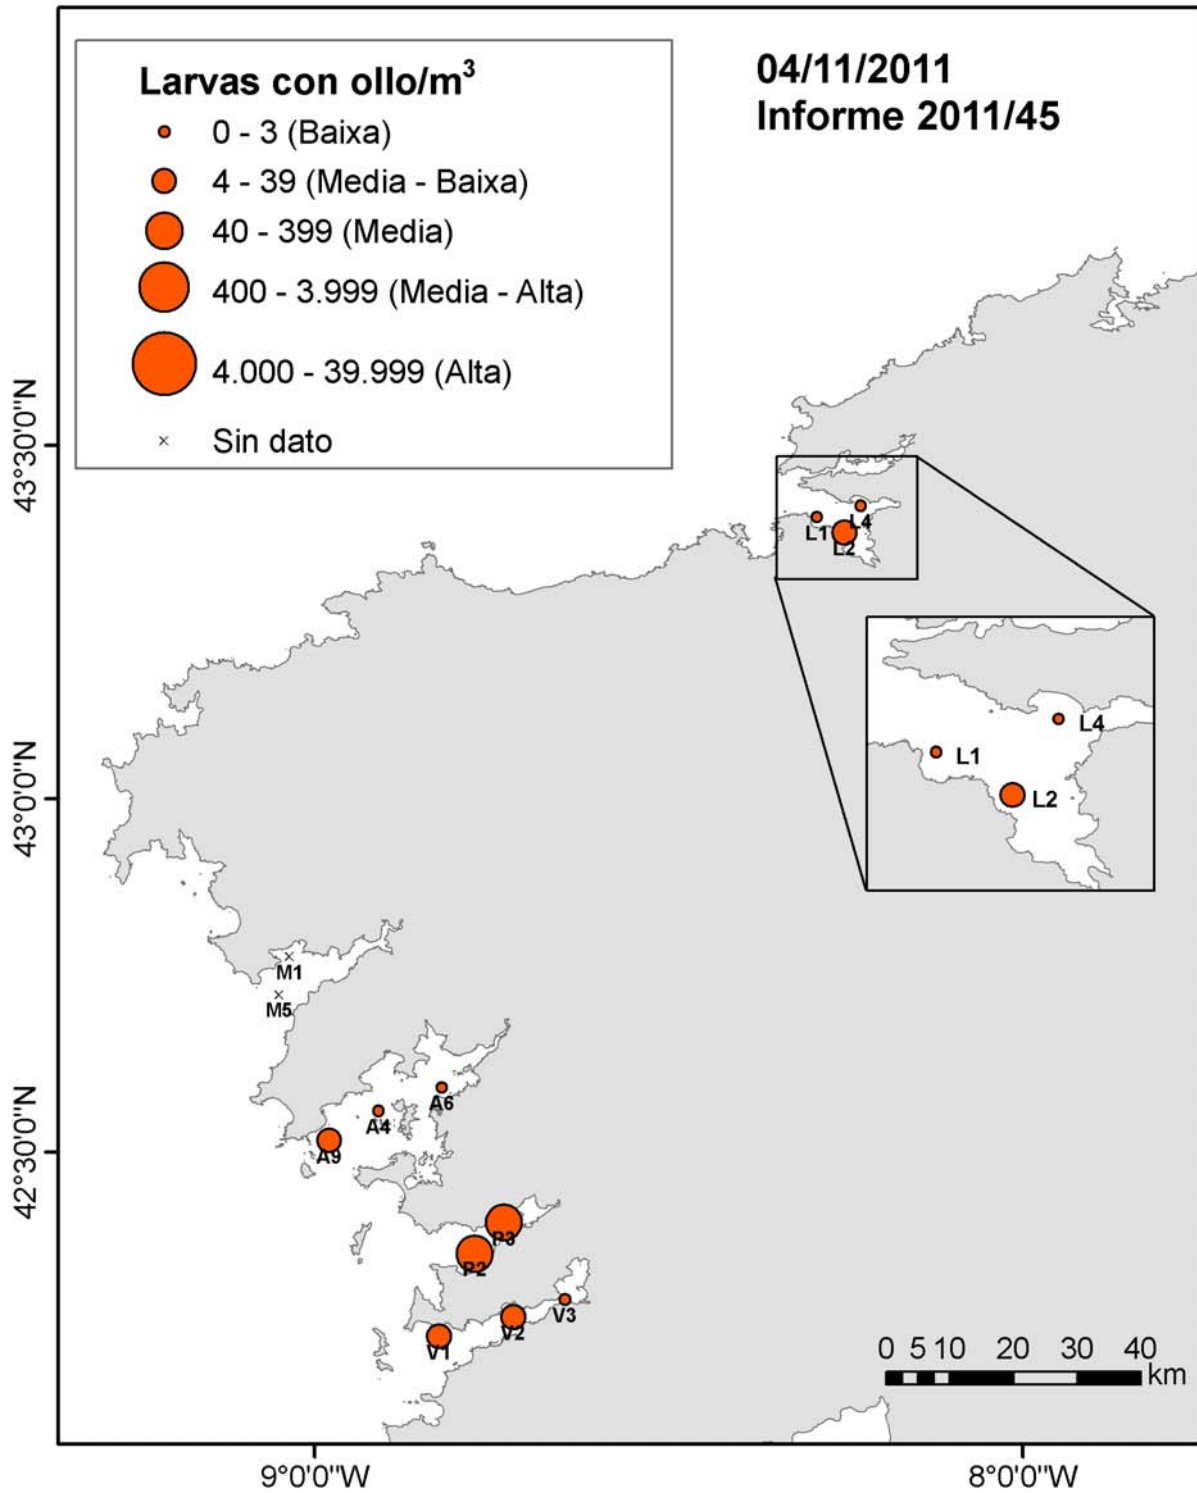 Larvas con ollo/m³
0 - 3 (Baixa)
4 - 39 (Media - Baixa)
40 - 399 (Media)
400 - 3.999 (Media - Alta)
4.000 - 39.999 (Alta)
Sin dato
04/11/2011
Informe 2011/45
43°30'0"N
43°0'0"N
42°30'0"N
L1
L4
L2
L4
L1
L2
M1
M5
A6
A4
A9
P3
P2
V3
V2
V1
0 5 10 20 30 40
km
9°0'0"W
8°0'0"W